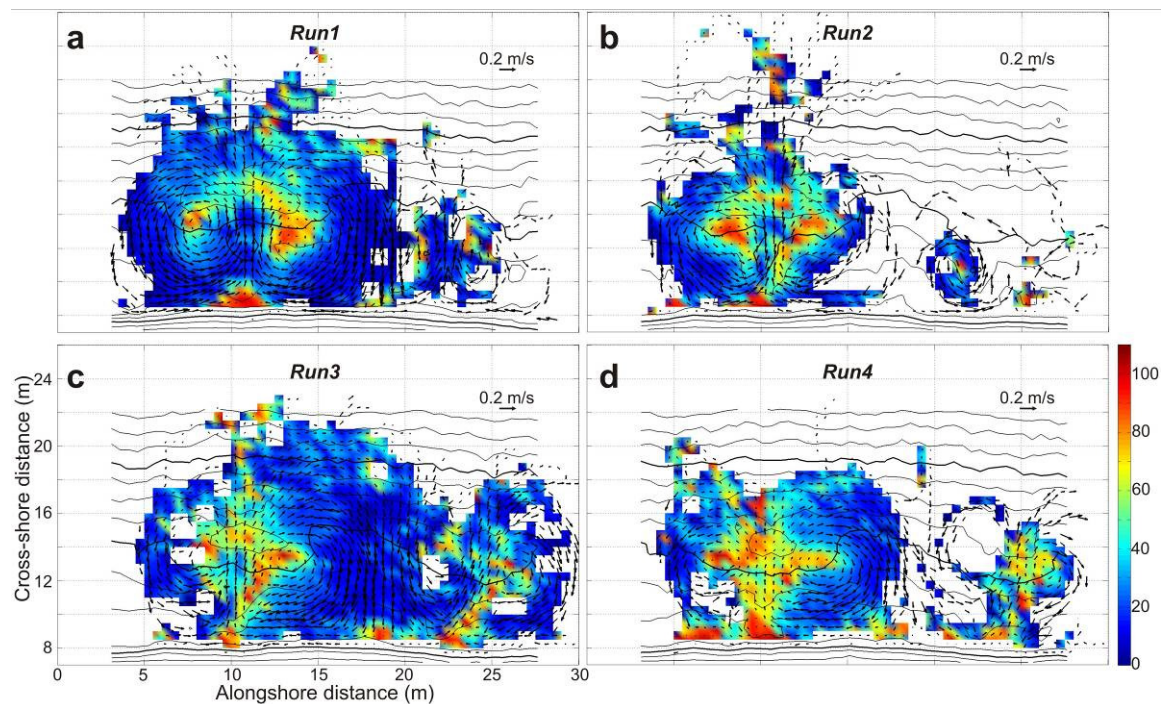 a
Run1
0.2 m/s
b
Run2
0.2 m/s
c
Run3
0.2 m/s
d
Run4
0.2 m/s
Cross-shore distance (m)
24
20
16
12
8
0
5
10
15
20
25
30
Alongshore distance (m)
100
80
60
40
20
0